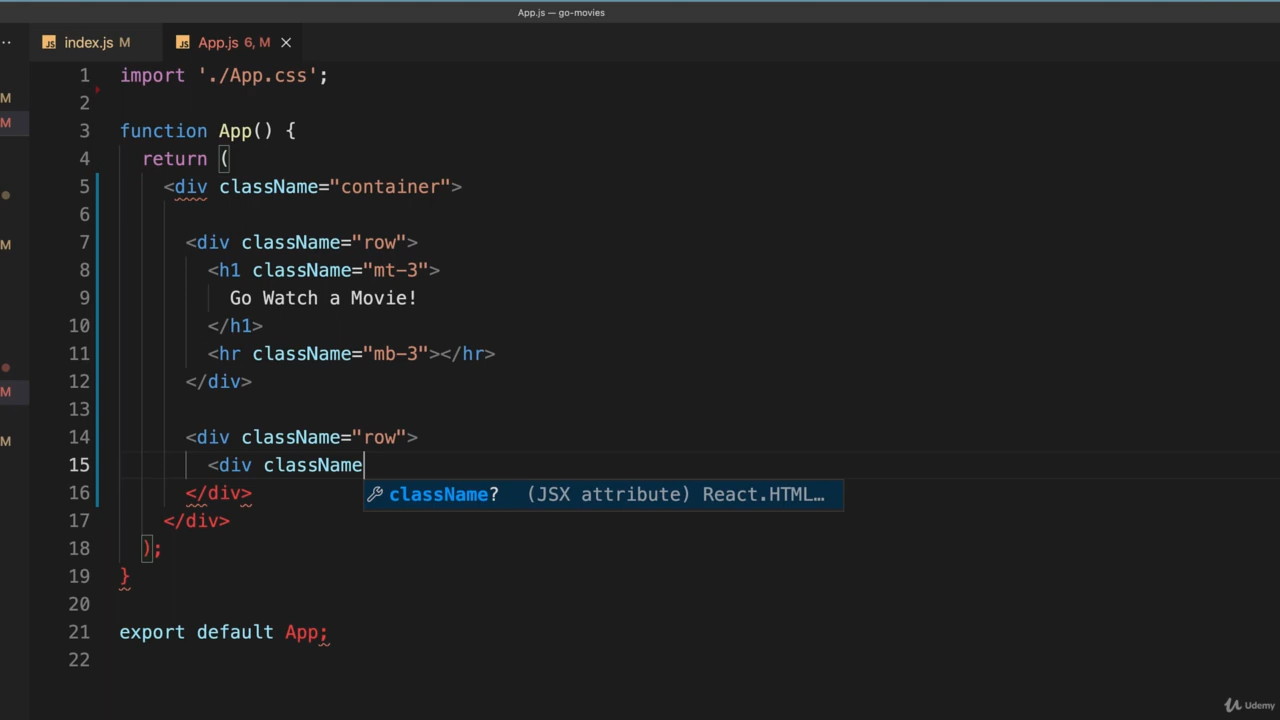 App.js — go-movies
JS index.js M JS App.js 6, M
1 import './App.css';
2
3 function App() {
4 return (
5 <div className="container">
6
7 <div className="row">
8 <h1 className="mt-3">
9 Go Watch a Movie!
10 </h1>
11 <hr className="mb-3"></hr>
12 </div>
13
14 <div className="row">
15 <div className
className? (JSX attribute) React.HTML…
16 </div>
17 </div>
18 );
19 }
20
21 export default App;
22
M
M
M
M
M
Udemy